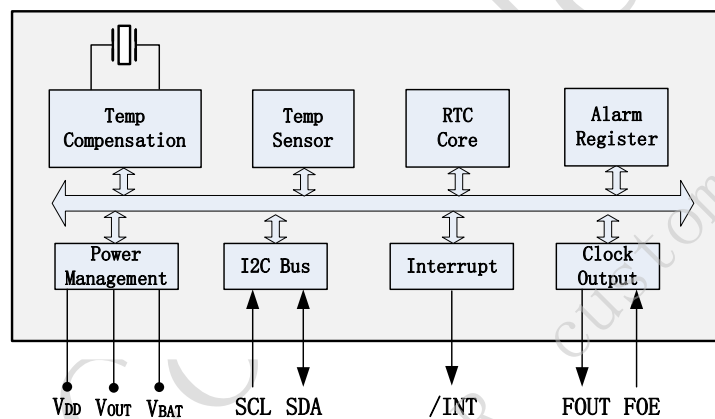 Temp
Compensation
Temp
Sensor
RTC
Core
Alarm
Register
Power
Management
I2C Bus
Interrupt
Clock
Output
VDD VOUT VBAT SCL SDA /INT FOUT FOE
custom